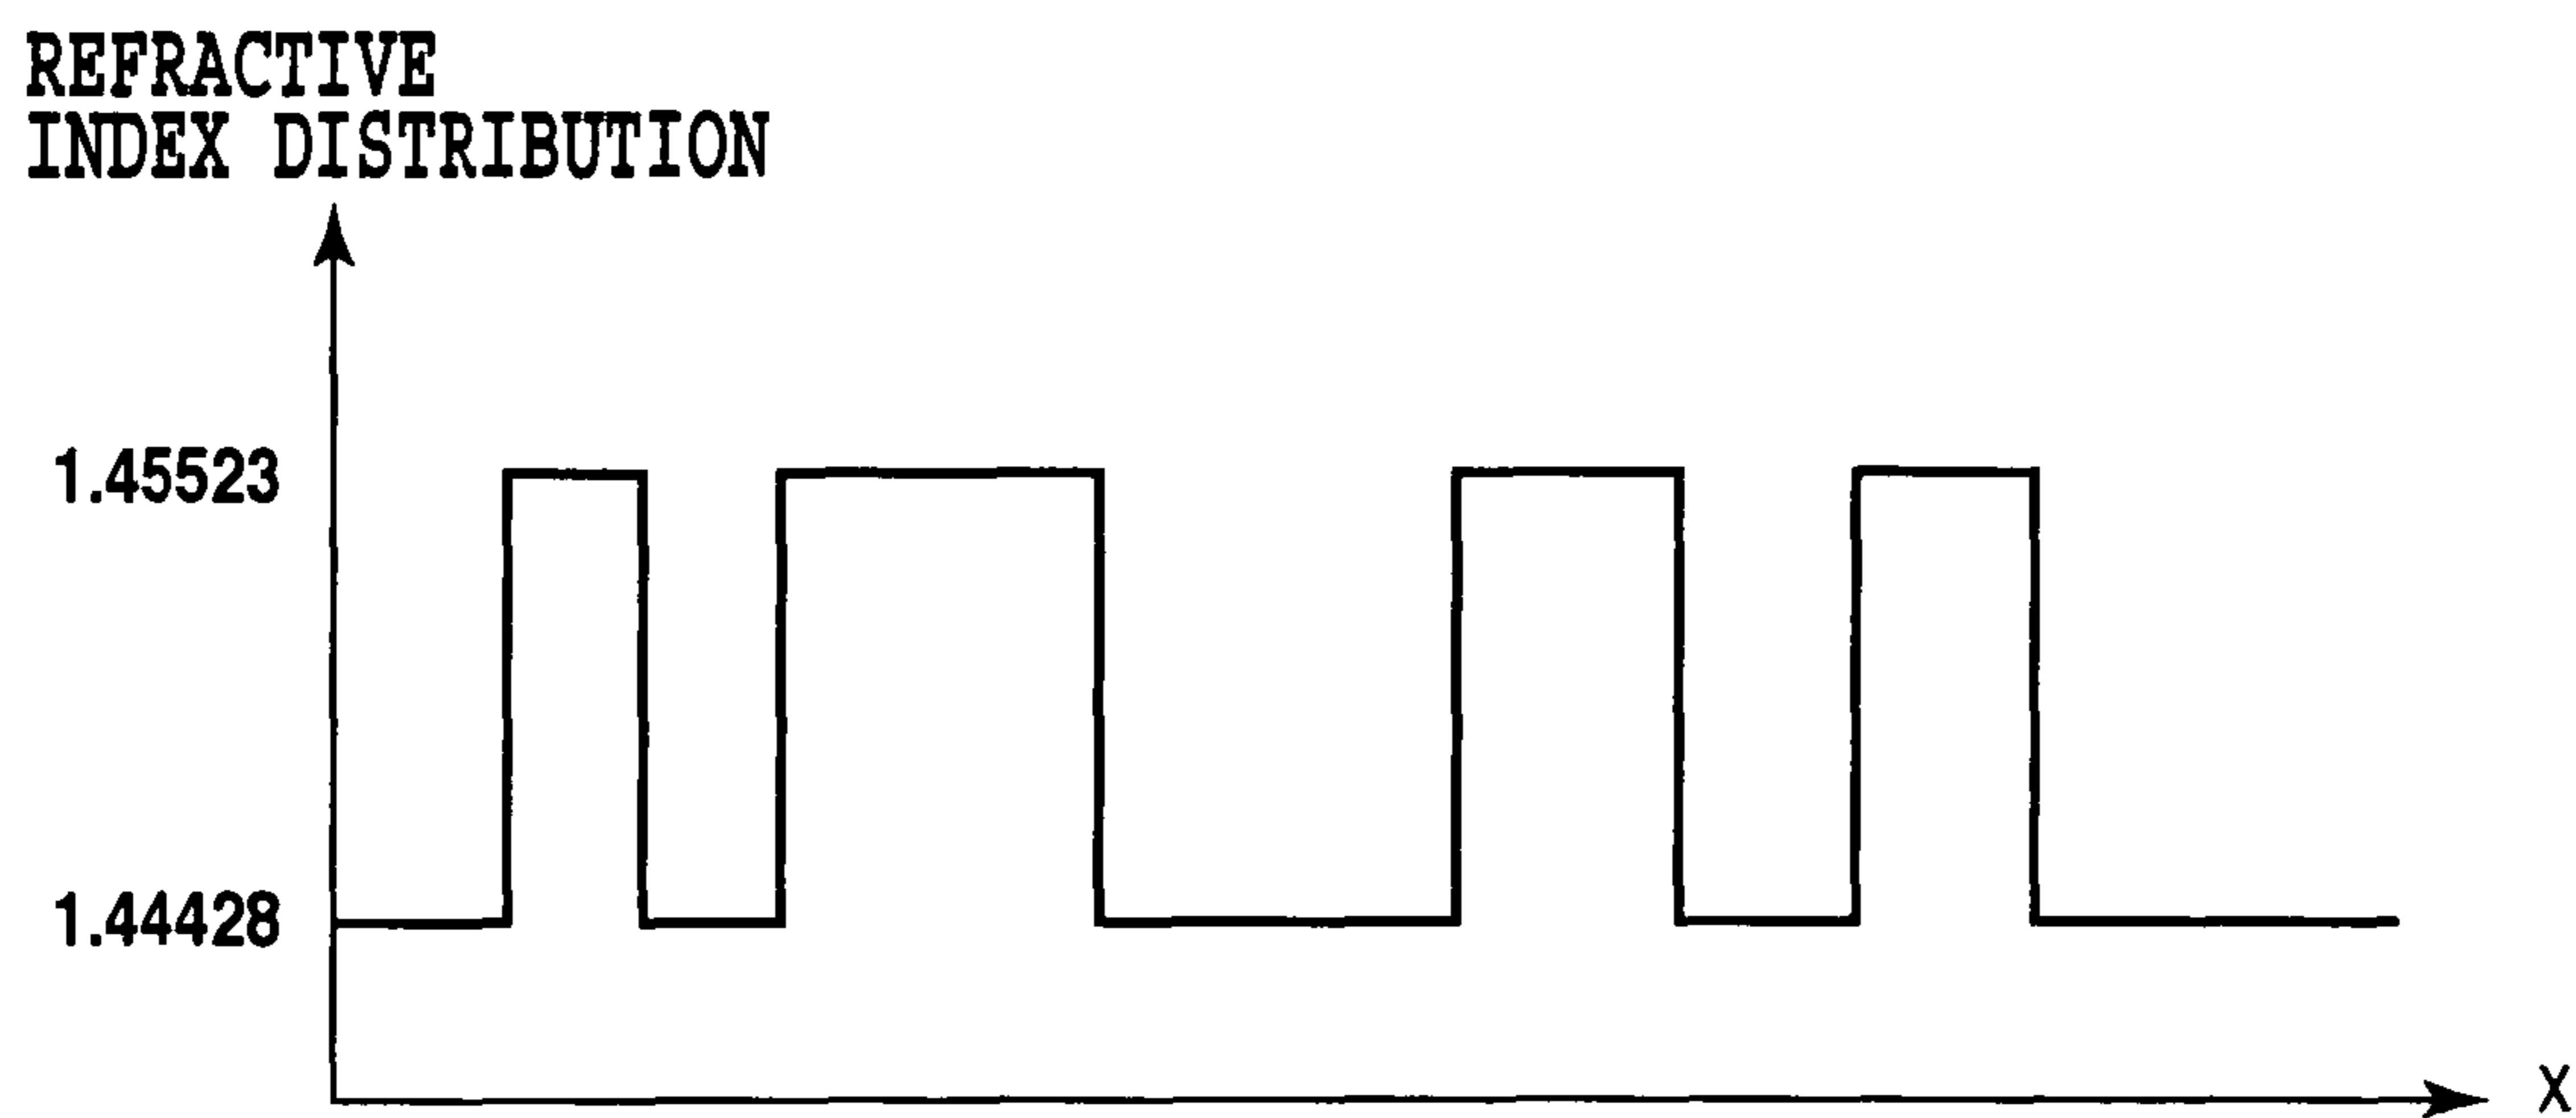 REFRACTIVE
INDEX DISTRIBUTION
1.45523
1.44428
X